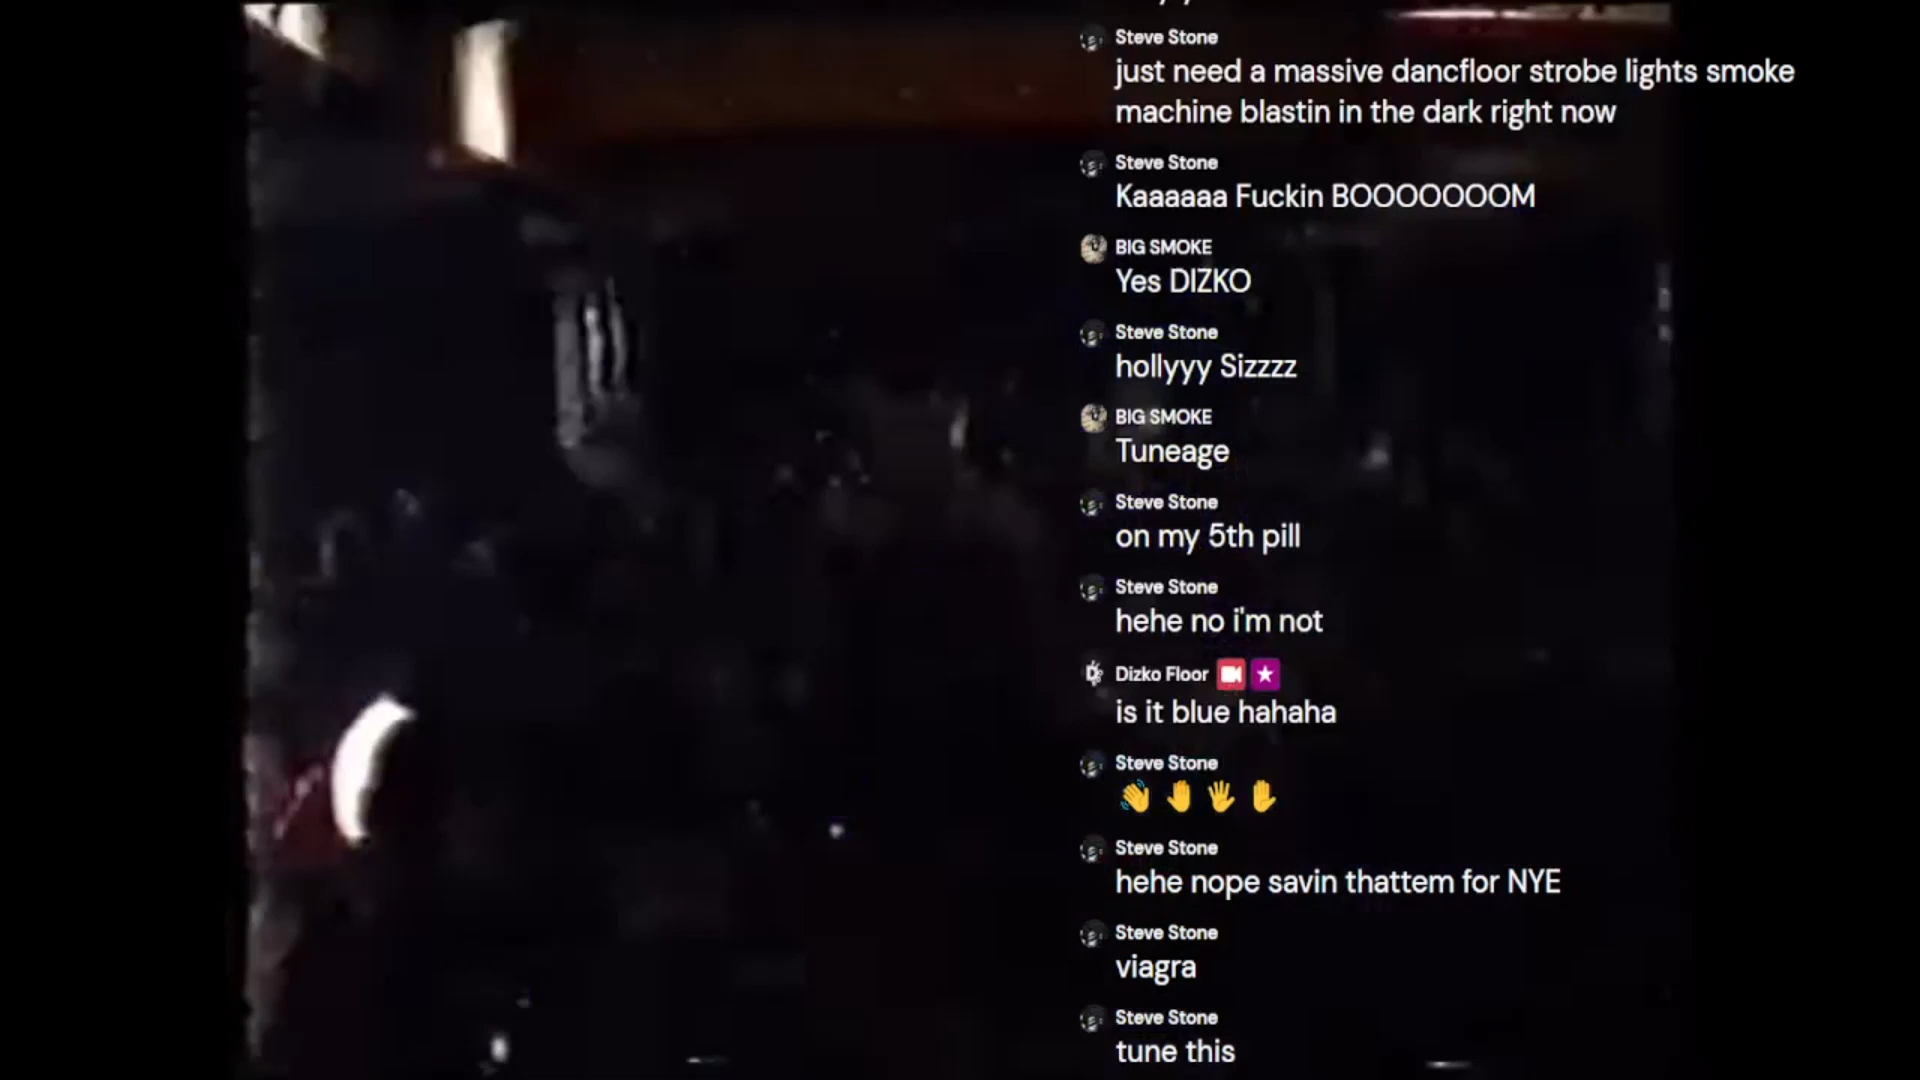 Steve Stone
just need a massive dancfloor strobe lights smoke
machine blastin in the dark right now
Steve Stone
Kaaaaaa Fuckin BOOOOOOOM
BIG SMOKE
Yes DIZKO
Steve Stone
hollyyy Sizzzz
BIG SMOKE
Tuneage
Steve Stone
on my 5th pill
Steve Stone
hehe no i'm not
Dizko Floor
is it blue hahaha
Steve Stone
👋 🤚 🖐 ✋
Steve Stone
hehe nope savin thattem for NYE
Steve Stone
viagra
Steve Stone
tune this